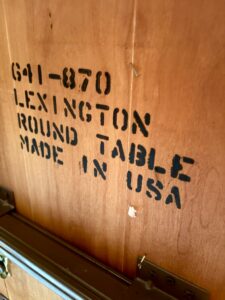 641-870
LEXINGTON
ROUND TABLE
MADE IN USA